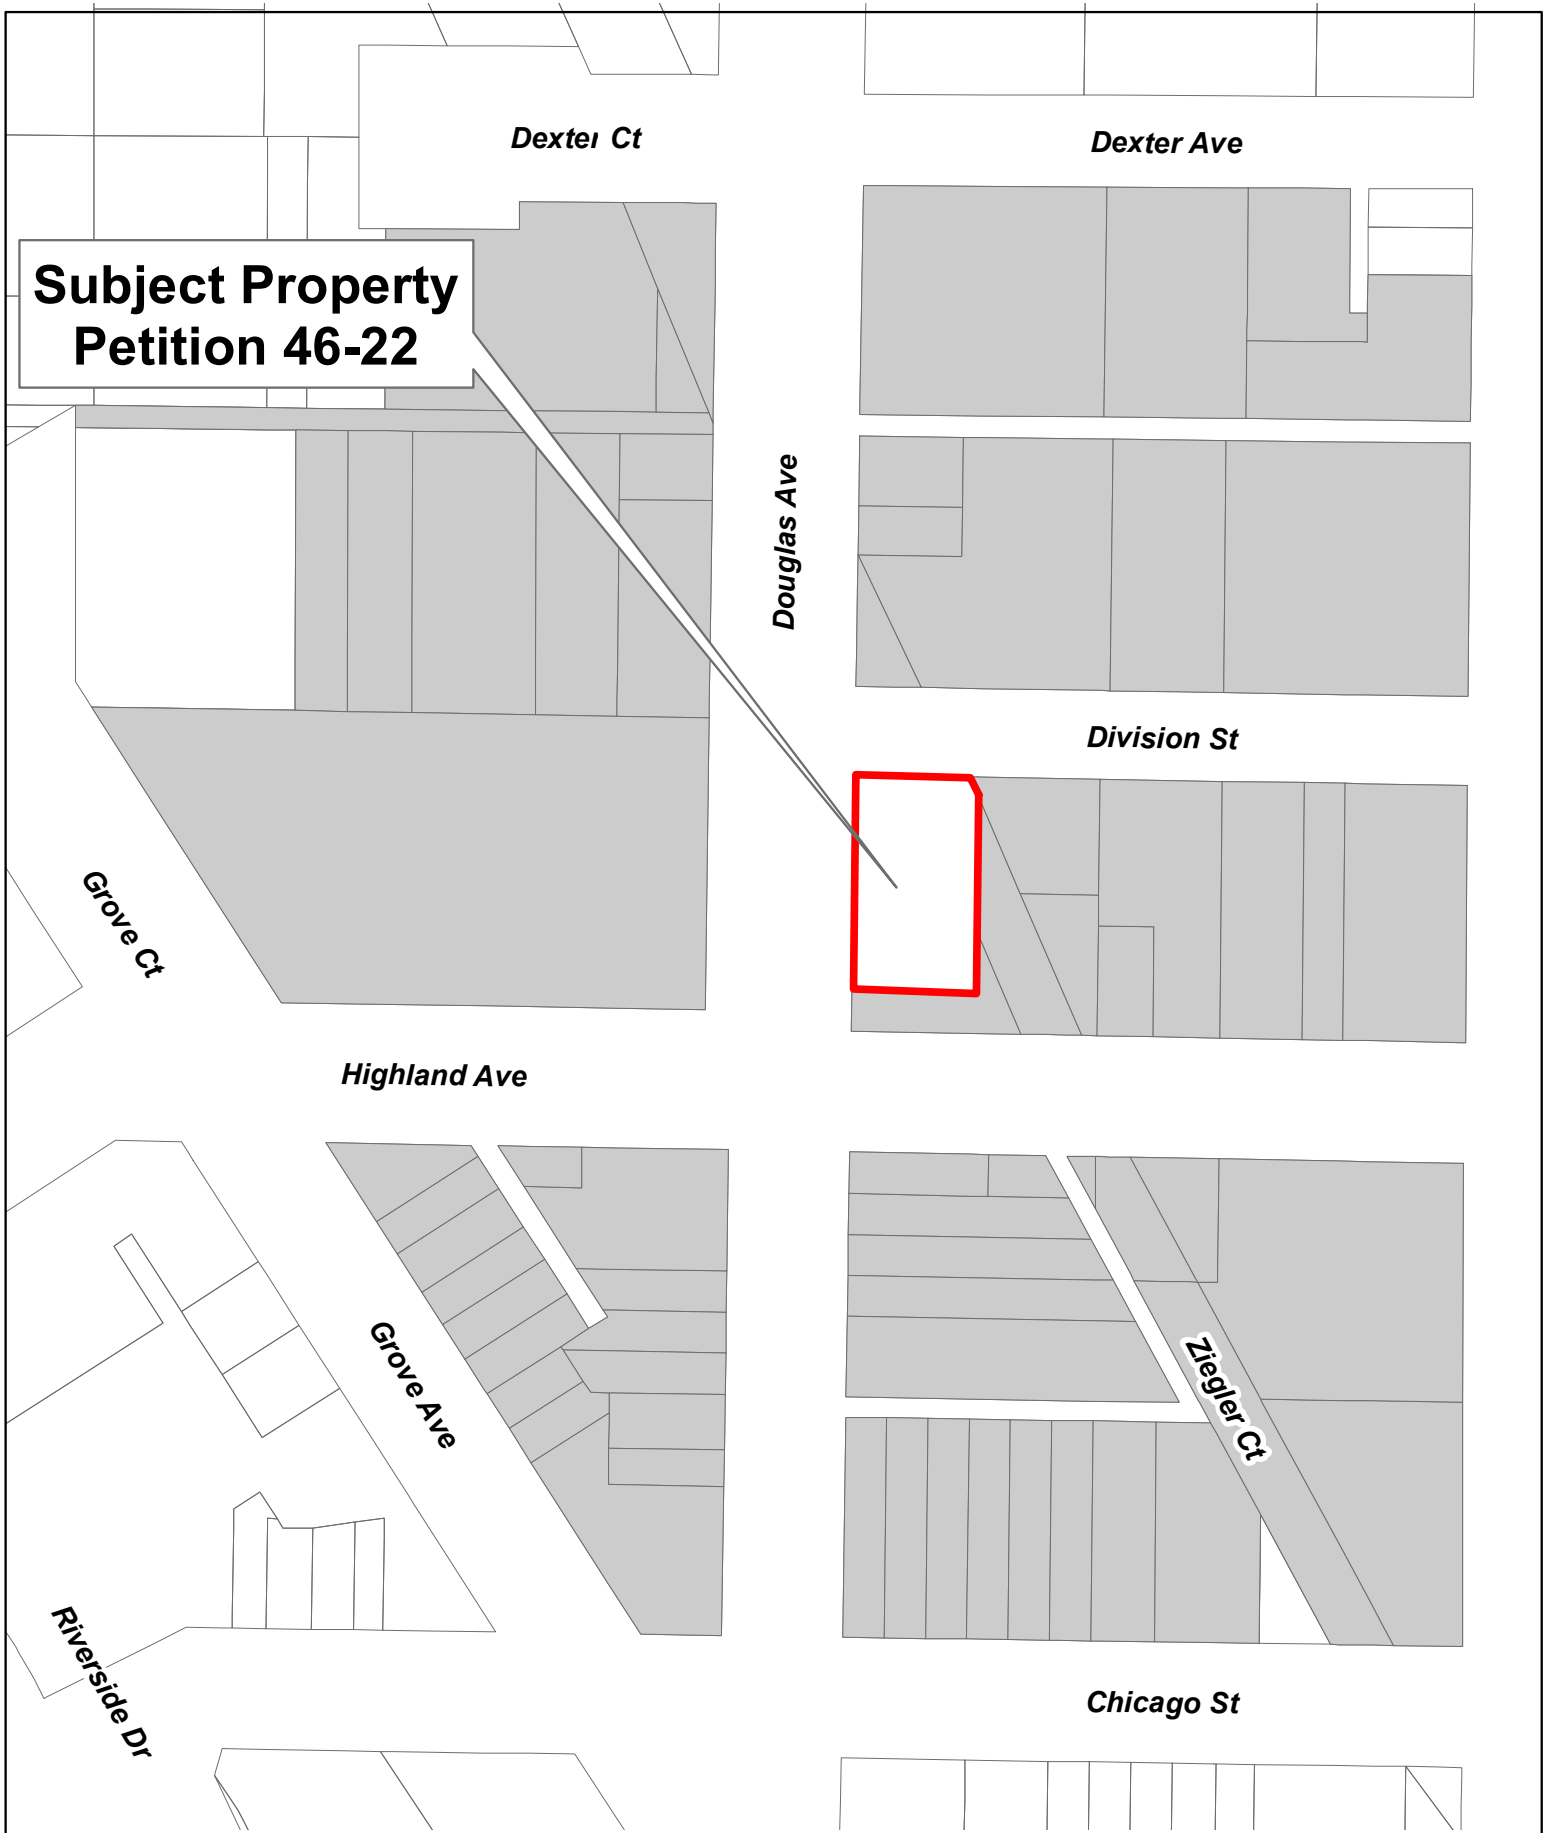 Dexter Ct
Dexter Ave
Subject Property
Petition 46-22
Douglas Ave
Division St
Grove Ct
Highland Ave
Grove Ave
Ziegler Ct
Riverside Dr
Chicago St